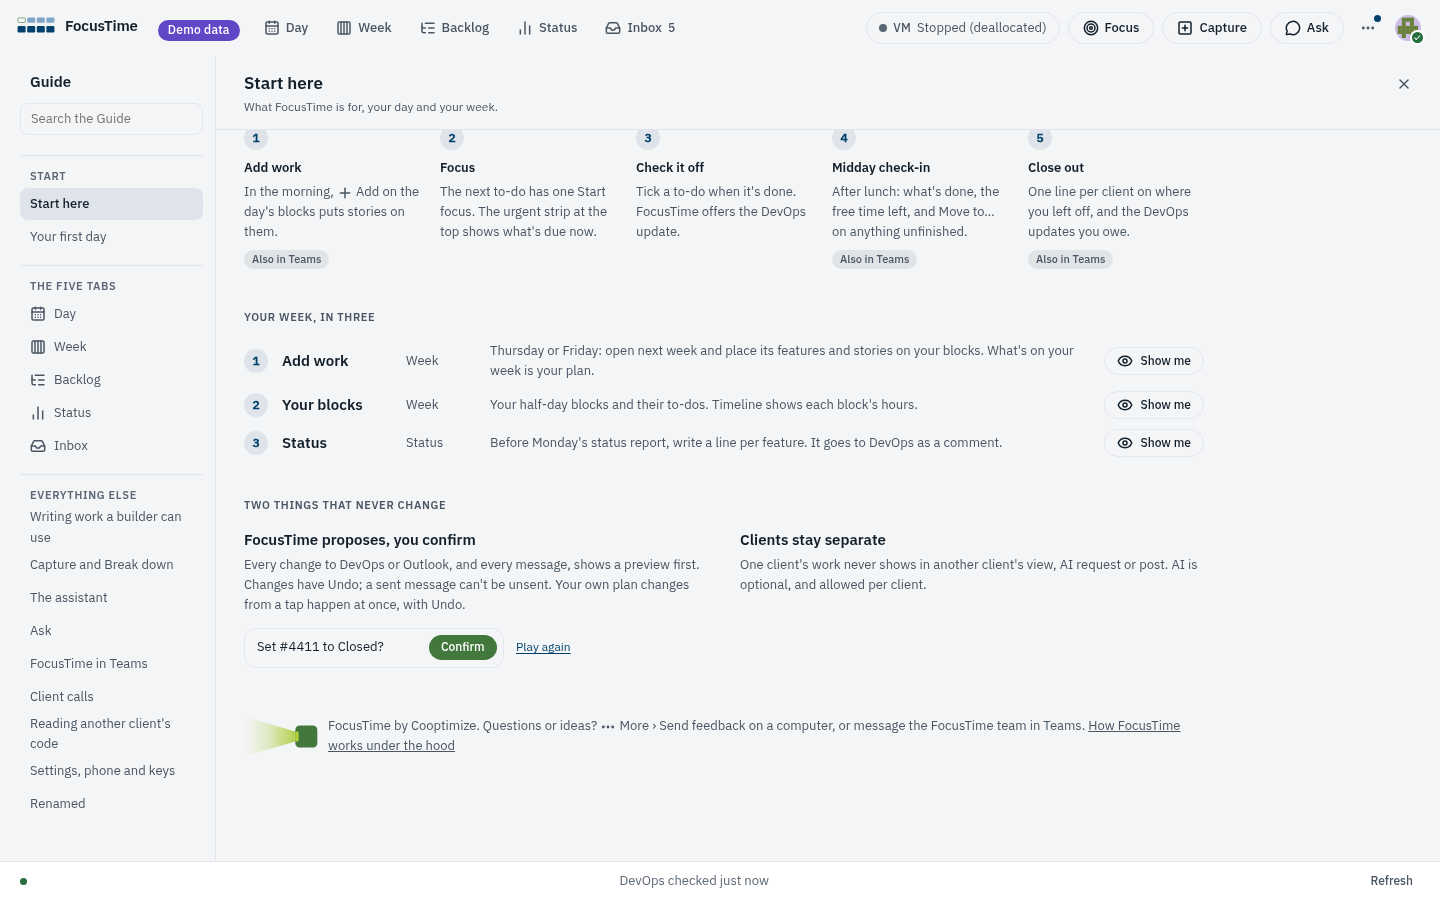 FocusTime
Demo data
Day
Week
Backlog
Status
Inbox 5
VM Stopped (deallocated)
Focus
Capture
Ask
Guide
Search the Guide
START
Start here
Your first day
THE FIVE TABS
Day
Week
Backlog
Status
Inbox
EVERYTHING ELSE
Writing work a builder can
use
Capture and Break down
The assistant
Ask
FocusTime in Teams
Client calls
Reading another client's
code
Settings, phone and keys
Renamed
Start here
What FocusTime is for, your day and your week.
1
Add work
In the morning, + Add on the
day's blocks puts stories on
them.
Also in Teams
2
Focus
The next to-do has one Start
focus. The urgent strip at the
top shows what's due now.
3
Check it off
Tick a to-do when it's done.
FocusTime offers the DevOps
update.
4
Midday check-in
After lunch: what's done, the
free time left, and Move to...
on anything unfinished.
Also in Teams
5
Close out
One line per client on where
you left off, and the DevOps
updates you owe.
Also in Teams
YOUR WEEK, IN THREE
1 Add work Week Thursday or Friday: open next week and place its features and stories on your blocks. What's on your
week is your plan.
Show me
2 Your blocks Week Your half-day blocks and their to-dos. Timeline shows each block's hours. Show me
3 Status Status Before Monday's status report, write a line per feature. It goes to DevOps as a comment. Show me
TWO THINGS THAT NEVER CHANGE
FocusTime proposes, you confirm
Every change to DevOps or Outlook, and every message, shows a preview first.
Changes have Undo; a sent message can't be unsent. Your own plan changes
from a tap happen at once, with Undo.
Set #4411 to Closed? Confirm Play again
Clients stay separate
One client's work never shows in another client's view, AI request or post. AI is
optional, and allowed per client.
FocusTime by Cooptimize. Questions or ideas? ••• More › Send feedback on a computer, or message the FocusTime team in Teams. How FocusTime
works under the hood
DevOps checked just now
Refresh